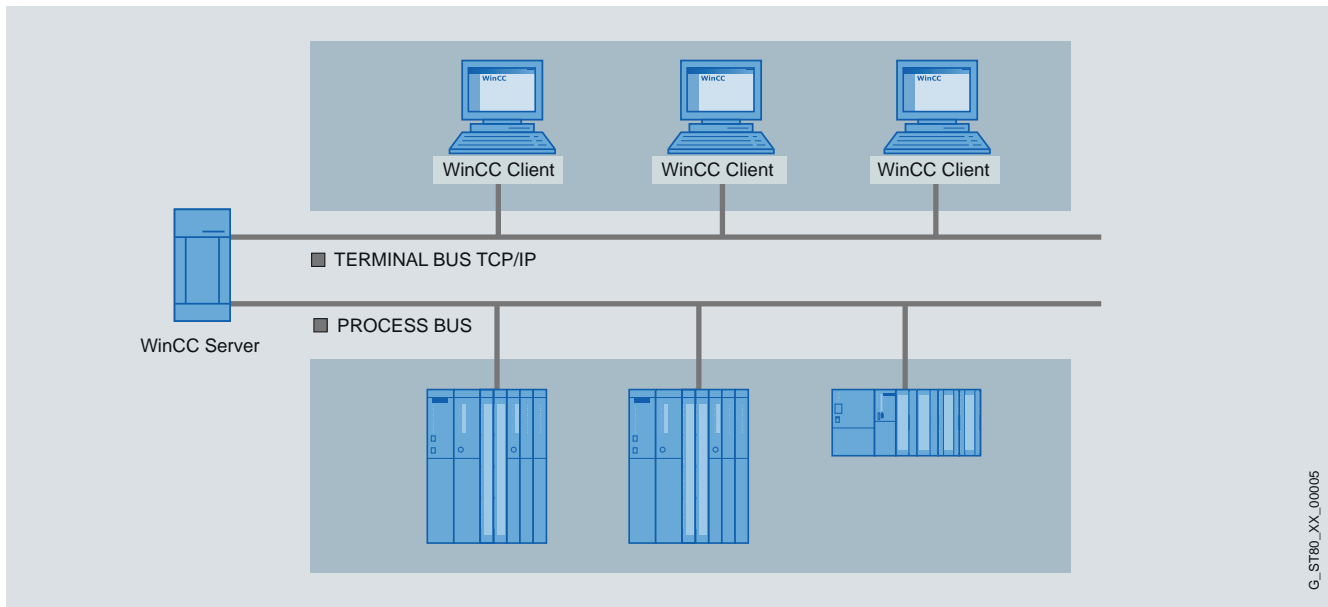 WinCC
WinCC
WinCC
WinCC Client
WinCC Client
WinCC Client
TERMINAL BUS TCP/IP
PROCESS BUS
WinCC Server
G_ST80_XX_00005